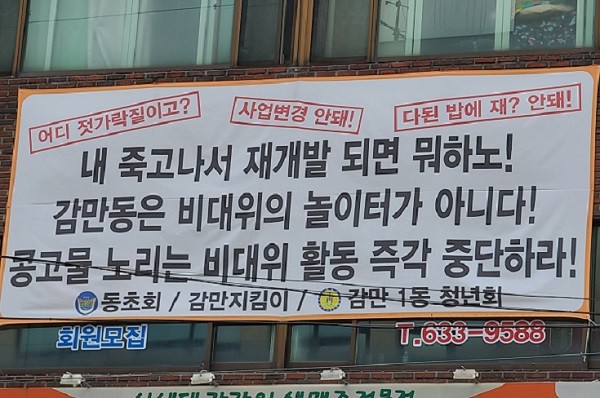 어디 젓가락질이고? 사업변경 안돼! 다된 밥에 재? 안돼!
내 죽고나서 재개발 되면 뭐하노!
감만동은 비대위의 놀이터가 아니다!
콩고물 노리는 비대위 활동 즉각 중단하라!
동초회 / 감만지킴이 / 감만 1동 청년회
회원모집 T.633-9588